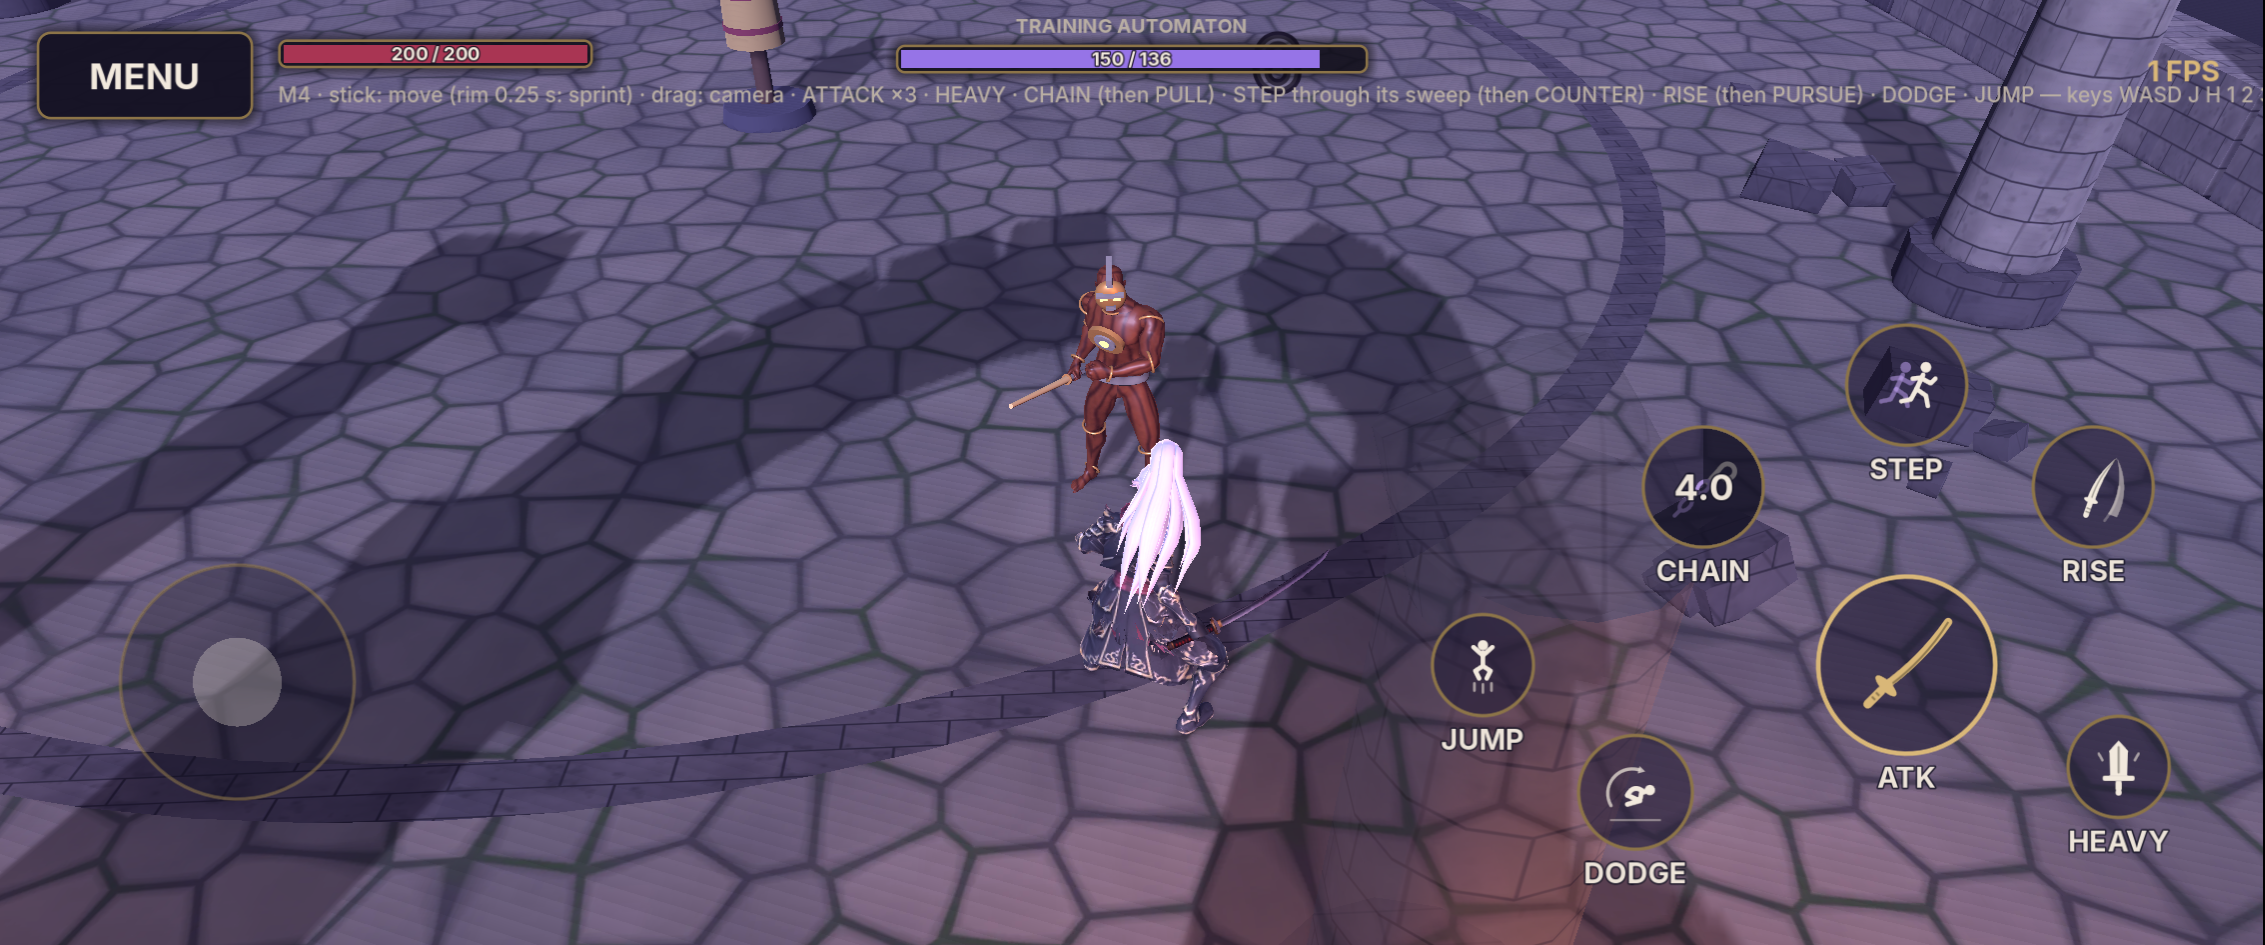 TRAINING AUTOMATON
MENU
200 / 200
150 / 136
1 FPS
M4 · stick: move (rim 0.25 s: sprint) · drag: camera · ATTACK ×3 · HEAVY · CHAIN (then PULL) · STEP through its sweep (then COUNTER) · RISE (then PURSUE) · DODGE · JUMP — keys WASD J H 1 2
STEP
4.0
CHAIN
RISE
JUMP
ATK
DODGE
HEAVY